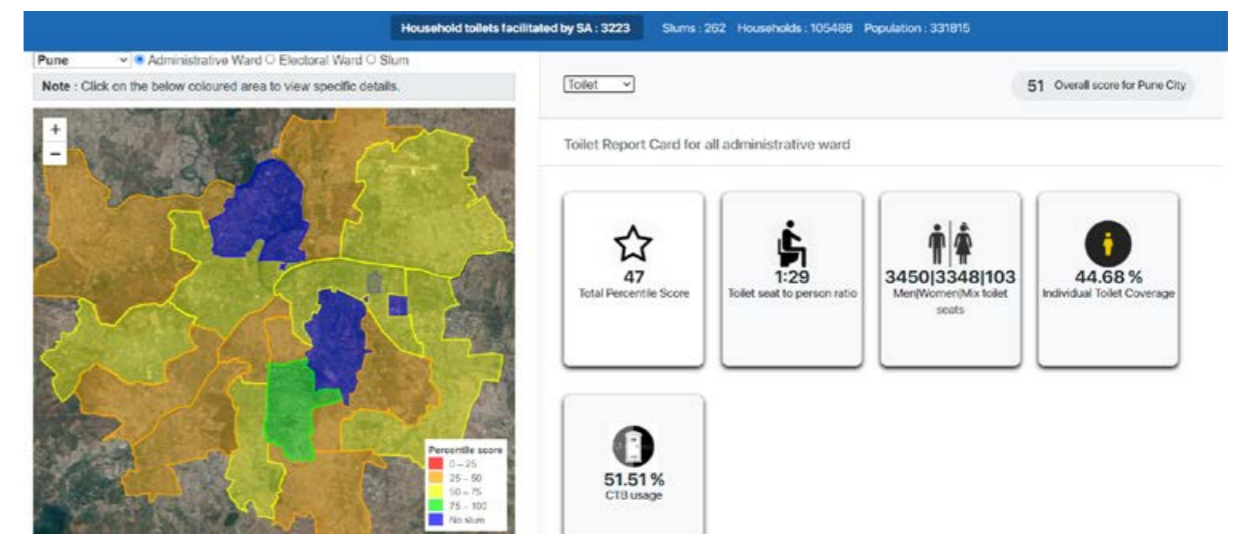 Household toilets facilitated by SA : 3223 Slums : 262 Households : 105488 Population : 331815
Pune Administrative Ward Electoral Ward Slum
Note : Click on the below coloured area to view specific details.
+
−
Percentile score
0 – 25
25 – 50
50 – 75
75 – 100
No slum
Toilet
51 Overall score for Pune City
Toilet Report Card for all administrative ward
47
Total Percentile Score
1:29
Toilet seat to person ratio
3450|3348|103
Men|Women|Mix toilet
seats
44.68 %
Individual Toilet Coverage
51.51 %
CTB usage